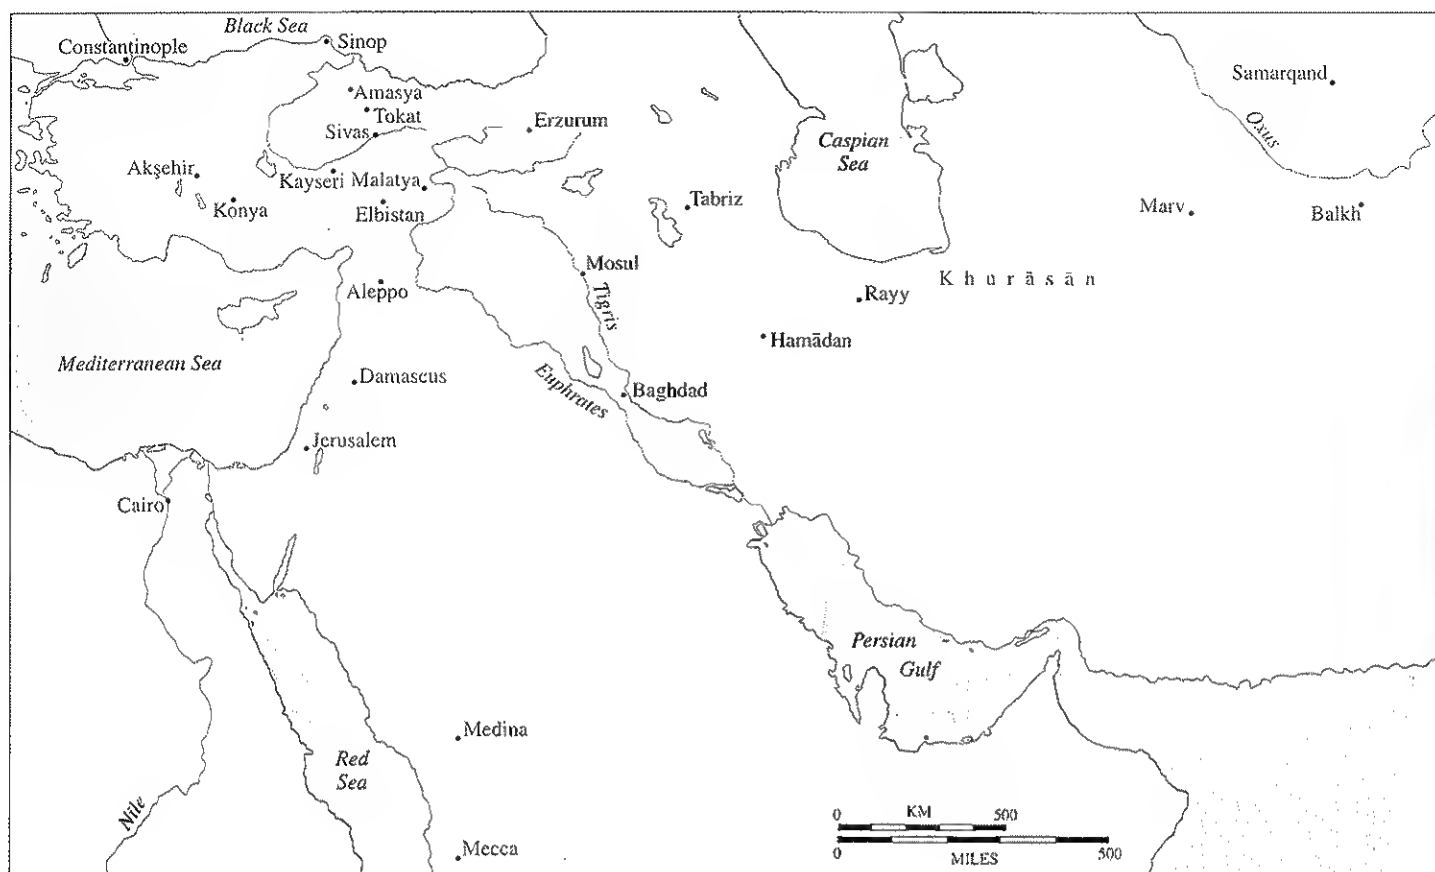 Black Sea
Constantinople
Sinop
Samarqand
Amasya
Tokat
Erzurum
Sivas
Oxus
Caspian
Sea
Akşehir
Kayseri
Malatya
Tabriz
Marv
Balkh
Konya
Elbistan
Mosul
Khurāsān
Aleppo
Tigris
Rayy
Hamādan
Mediterranean Sea
Damascus
Euphrates
Baghdad
Jerusalem
Cairo
Persian
Gulf
Medina
Red
Sea
Nile
Mecca
0 KM 500
0 MILES 500